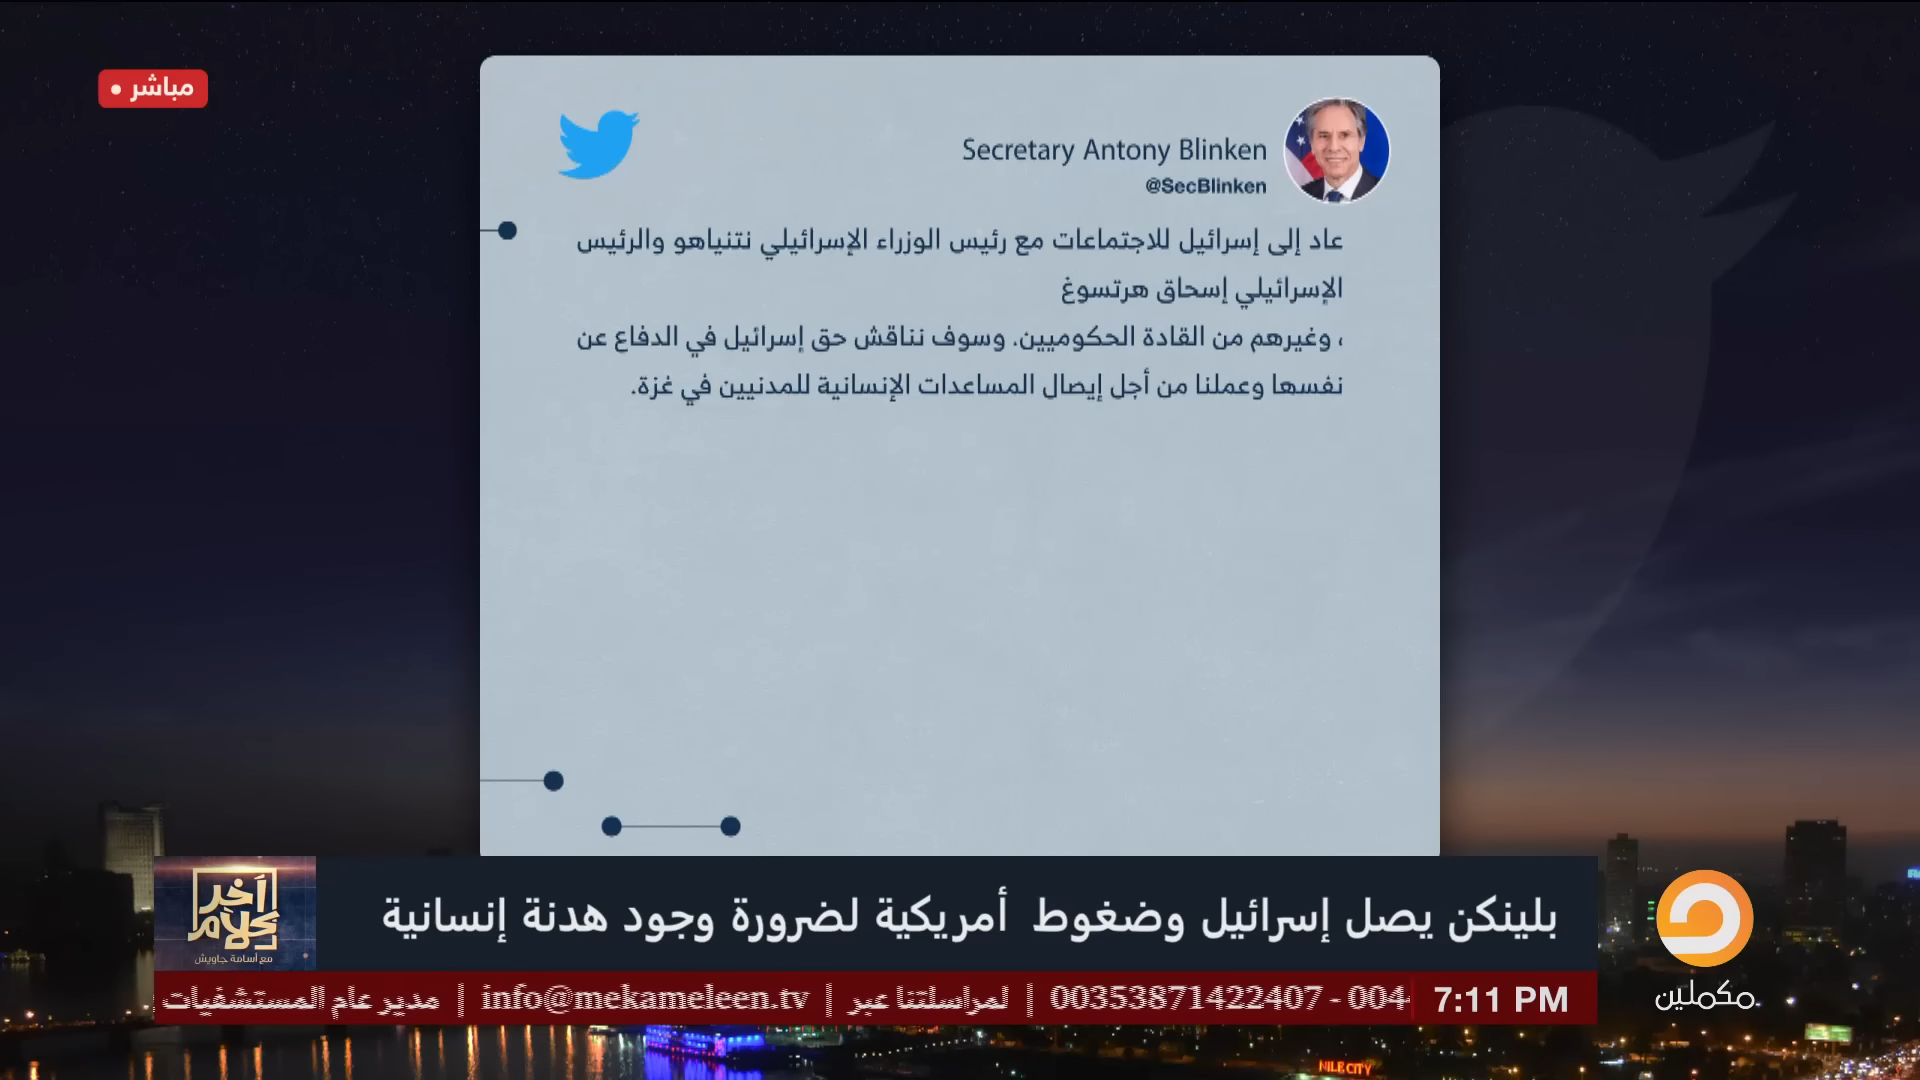 مباشر
Secretary Antony Blinken
@SecBlinken
عاد إلى إسرائيل للاجتماعات مع رئيس الوزراء الإسرائيلي نتنياهو والرئيس
الإسرائيلي إسحاق هرتسوغ
، وغيرهم من القادة الحكوميين. وسوف نناقش حق إسرائيل في الدفاع عن
نفسها وعملنا من أجل إيصال المساعدات الإنسانية للمدنيين في غزة.
آخر كلام
مع أسامة جاويش
بلينكن يصل إسرائيل وضغوط أمريكية لضرورة وجود هدنة إنسانية
00353871422407 - 004 | لمراسلتنا عبر | info@mekameleen.tv | مدير عام المستشفيات
7:11 PM
مكملين
NILE CITY